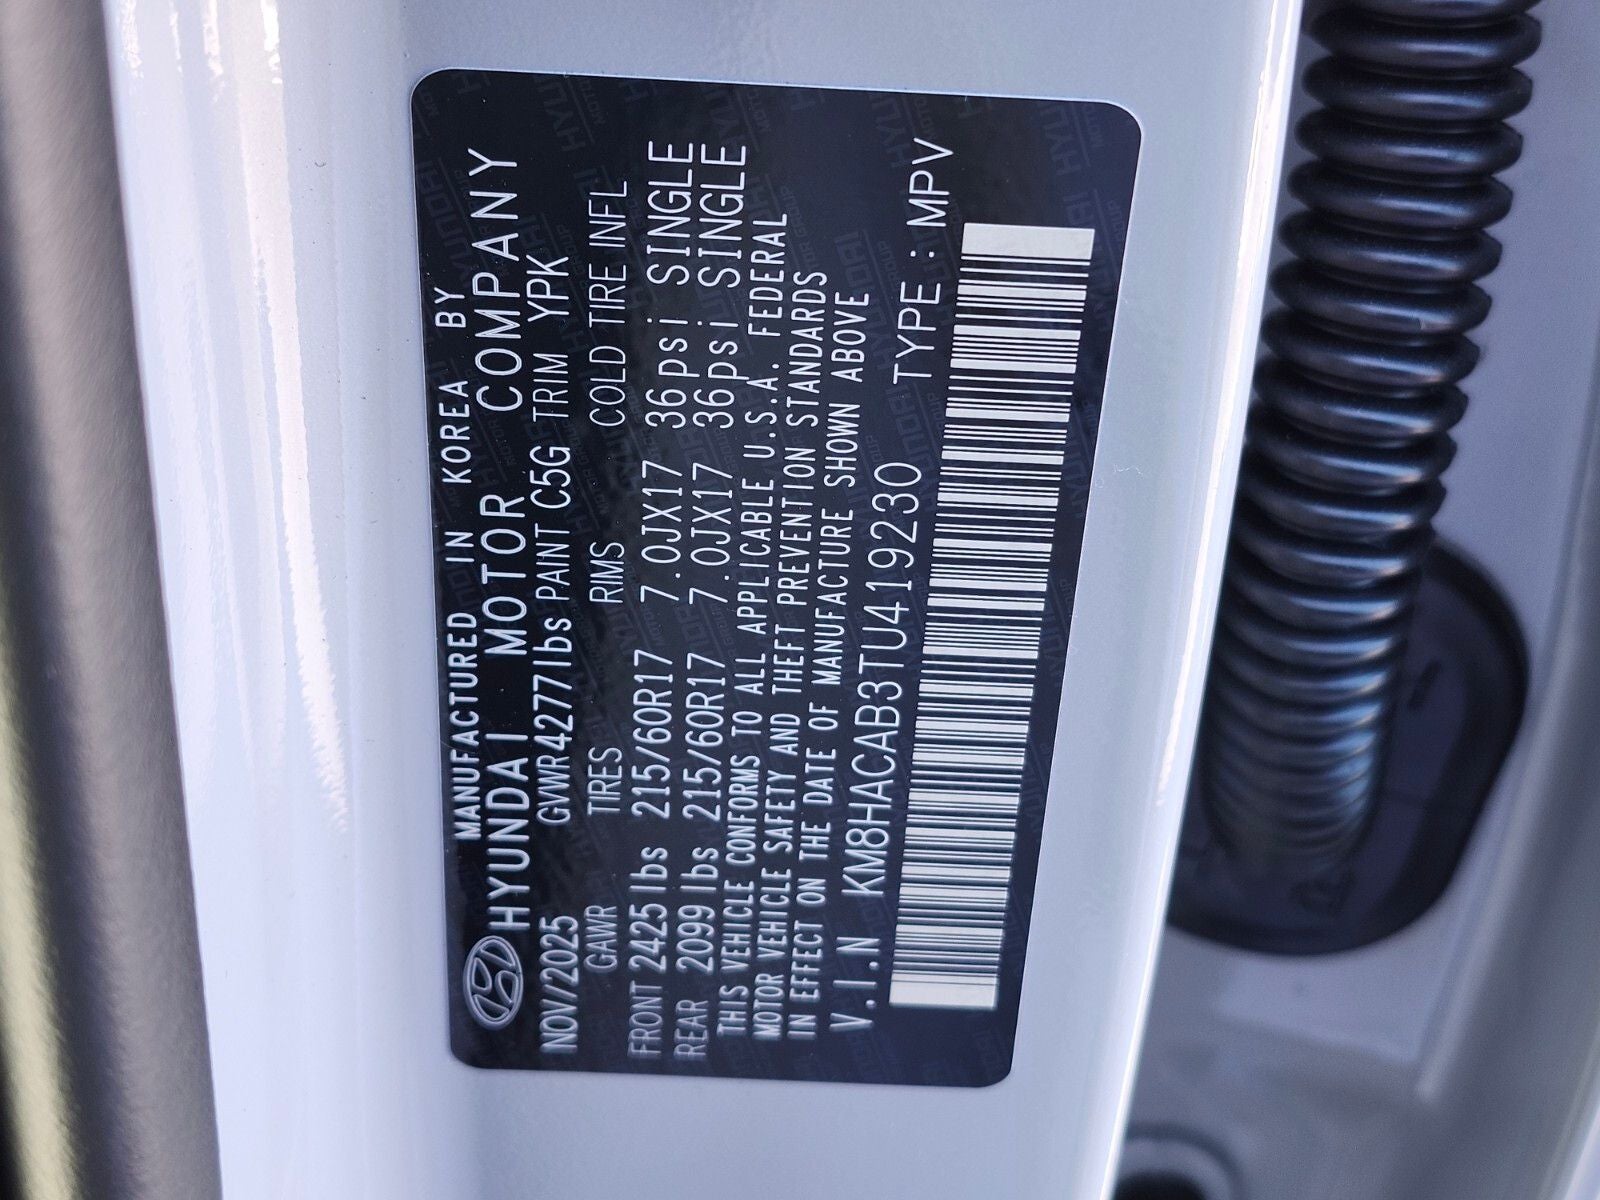 MANUFACTURED IN KOREA BY
HYUNDAI MOTOR COMPANY
NOV/2025 GVWR 4277lbs PAINT C5G TRIM YPK
GAWR TIRES RIMS COLD TIRE INFL
FRONT 2425 lbs 215/60R17 7.0JX17 36psi SINGLE
REAR 2099 lbs 215/60R17 7.0JX17 36psi SINGLE
THIS VEHICLE CONFORMS TO ALL APPLICABLE U.S.A. FEDERAL
MOTOR VEHICLE SAFETY AND THEFT PREVENTION STANDARDS
IN EFFECT ON THE DATE OF MANUFACTURE SHOWN ABOVE
V.I.N KM8HACAB3TU419230 TYPE : MPV